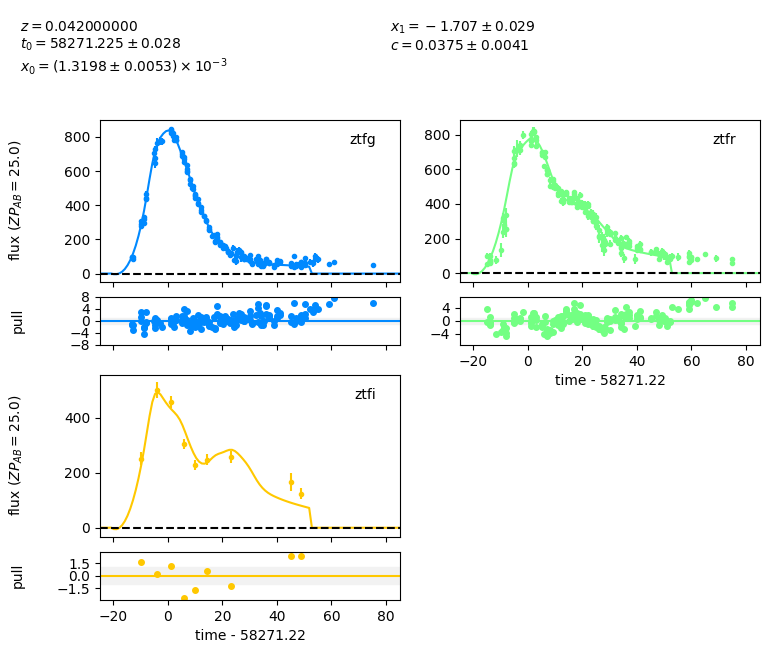 z = 0.042000000
t₀ = 58271.225 ± 0.028
x₀ = (1.3198 ± 0.0053) × 10⁻³
x₁ = −1.707 ± 0.029
c = 0.0375 ± 0.0041
flux (ZP_AB = 25.0)
800
600
400
200
0
ztfg
800
600
400
200
0
ztfr
pull
8
4
0
−4
−8
4
0
−4
−20 0 20 40 60 80
time - 58271.22
flux (ZP_AB = 25.0)
400
200
0
ztfi
pull
1.5
0.0
−1.5
−20 0 20 40 60 80
time - 58271.22